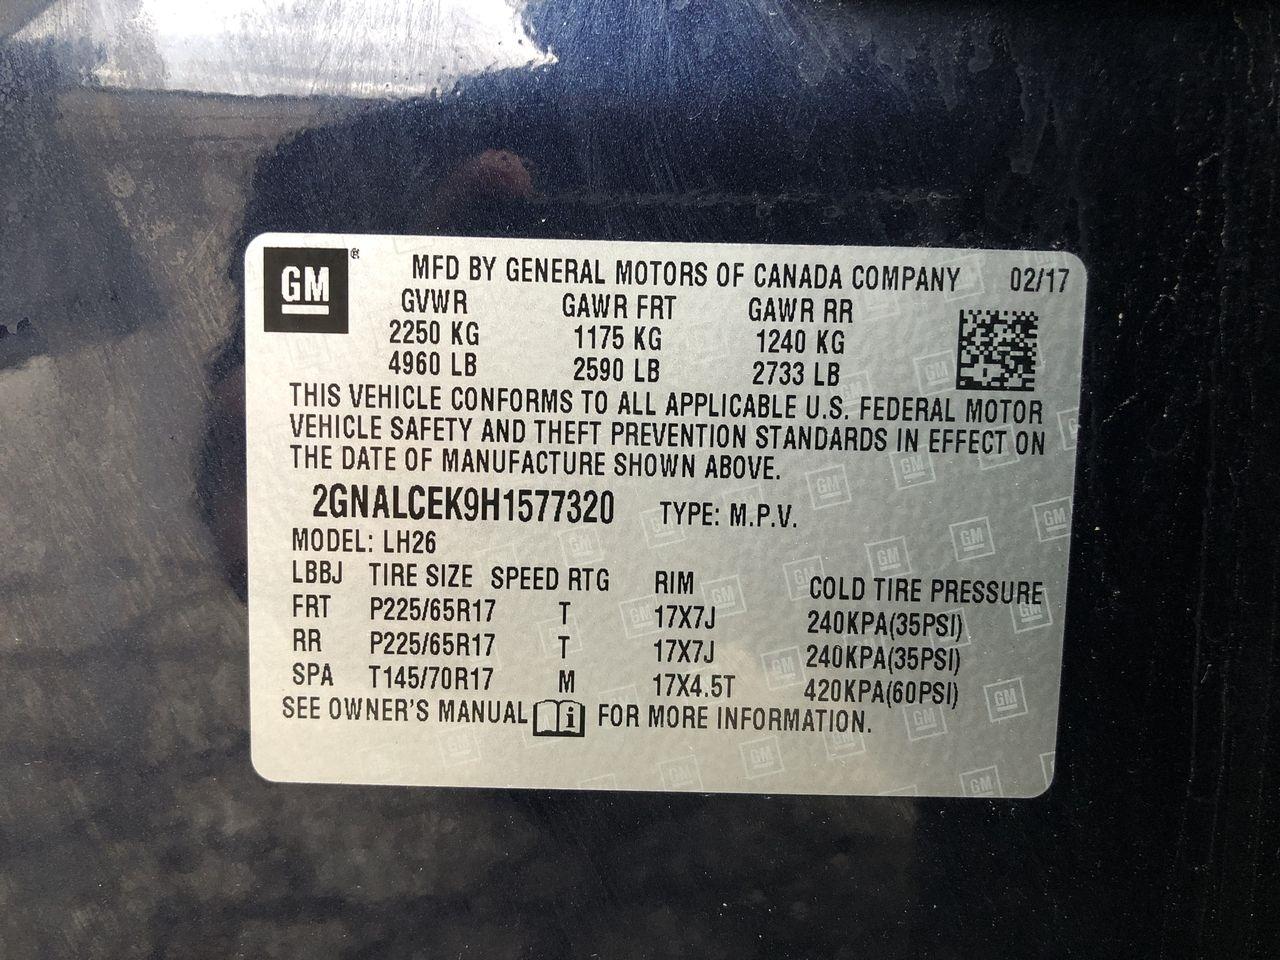 GM ® MFD BY GENERAL MOTORS OF CANADA COMPANY 02/17
GVWR GAWR FRT GAWR RR
2250 KG 1175 KG 1240 KG
4960 LB 2590 LB 2733 LB
THIS VEHICLE CONFORMS TO ALL APPLICABLE U.S. FEDERAL MOTOR
VEHICLE SAFETY AND THEFT PREVENTION STANDARDS IN EFFECT ON
THE DATE OF MANUFACTURE SHOWN ABOVE.
2GNALCEK9H1577320 TYPE: M.P.V.
MODEL: LH26
LBBJ TIRE SIZE SPEED RTG RIM COLD TIRE PRESSURE
FRT P225/65R17 T 17X7J 240KPA(35PSI)
RR P225/65R17 T 17X7J 240KPA(35PSI)
SPA T145/70R17 M 17X4.5T 420KPA(60PSI)
SEE OWNER'S MANUAL i FOR MORE INFORMATION.